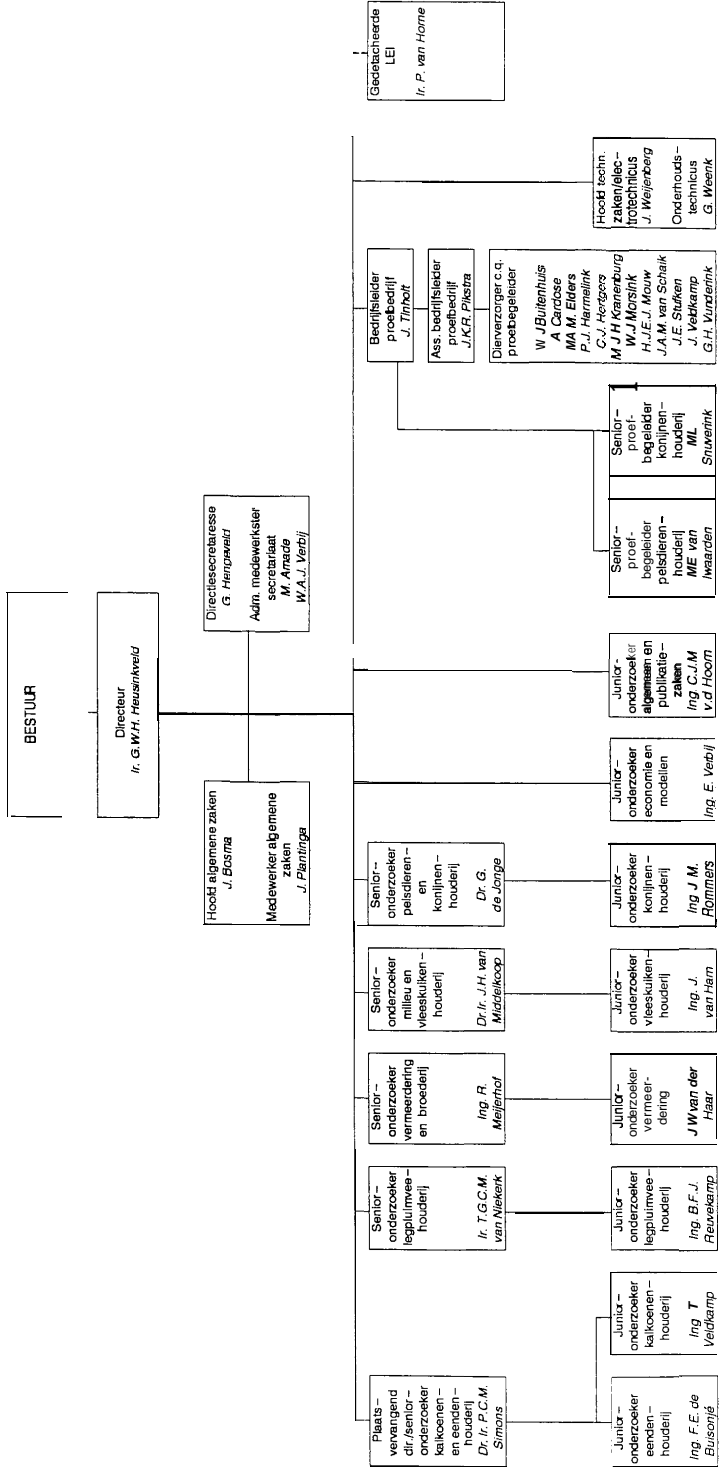 BESTUUR
Directeur
Ir. G.W.H. Heusinkveld
Hoofd algemene zaken
J. Bosma
Medewerker algemene
zaken
J. Plantinga
Directiesecretaresse
G. Hengeveld
Adm. medewerkster
secretariaat
M. Amade
W.A.J. Verbij
Plaats–
vervangend
dir./senior–
onderzoeker
kalkoenen–
en eenden–
houderij
Dr. Ir. P.C.M.
Simons
Senior–
onderzoeker
legpluimvee–
houderij
Ir. T.G.C.M.
van Niekerk
Senior–
onderzoeker
vermeerdering
en broederij
Ing. R.
Meijerhof
Senior–
onderzoeker
milieu en
vleeskuiken–
houderij
Dr.Ir. J.H. van
Middelkoop
Senior–
onderzoeker
pelsdieren–
en
konijnen–
houderij
Dr. G.
de Jonge
Bedrijfsleider
proefbedrijf
J. Tinholt
Ass. bedrijfsleider
proefbedrijf
J.K.R. Pikstra
Dierverzorger c.q.
proefbegeleider
W J Buitenhuis
A Cardose
MA M. Elders
P.J. Harmelink
C.J. Hertgers
M J H Kranenburg
W.J Morsink
H.J.E.J. Mouw
J.A.M. van Schaik
J.E. Stufken
J. Veldkamp
G.H. Vunderink
Gedetacheerde
LEI
Ir. P. van Horne
Junior–
onderzoeker
eenden–
houderij
Ing. F.E. de
Buisonjé
Junior–
onderzoeker
kalkoenen–
houderij
Ing T
Veldkamp
Junior–
onderzoeker
legpluimvee–
houderij
Ing. B.F.J.
Reuvekamp
Junior–
onderzoeker
vermeer–
dering
J W van der
Haar
Junior–
onderzoeker
vleeskuiken–
houderij
Ing. J.
van Harn
Junior–
onderzoeker
konijnen–
houderij
Ing J M.
Rommers
Junior–
onderzoeker
economie en
modellen
Ing. E. Verbij
Junior-
onderzoeker
algemeen en
publikatie–
zaken
Ing. C.J.M
v.d Hoorn
Senior–
proef-
begeleider
pelsdieren–
houderij
ME van
Iwaarden
Senior–
proef-
begeleider
konijnen–
houderij
ML
Snuverink
1
Hoofd techn.
zaken/elec–
trotechnicus
J. Weijenberg
Onderhouds–
technicus
G. Weenk